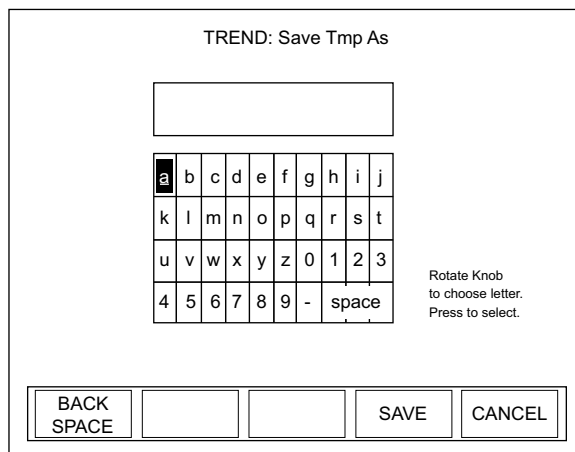 TREND: Save Tmp As
a b c d e f g h i j
k l m n o p q r s t
u v w x y z 0 1 2 3
4 5 6 7 8 9 - space
Rotate Knob
to choose letter.
Press to select.
BACK
SPACE
SAVE
CANCEL